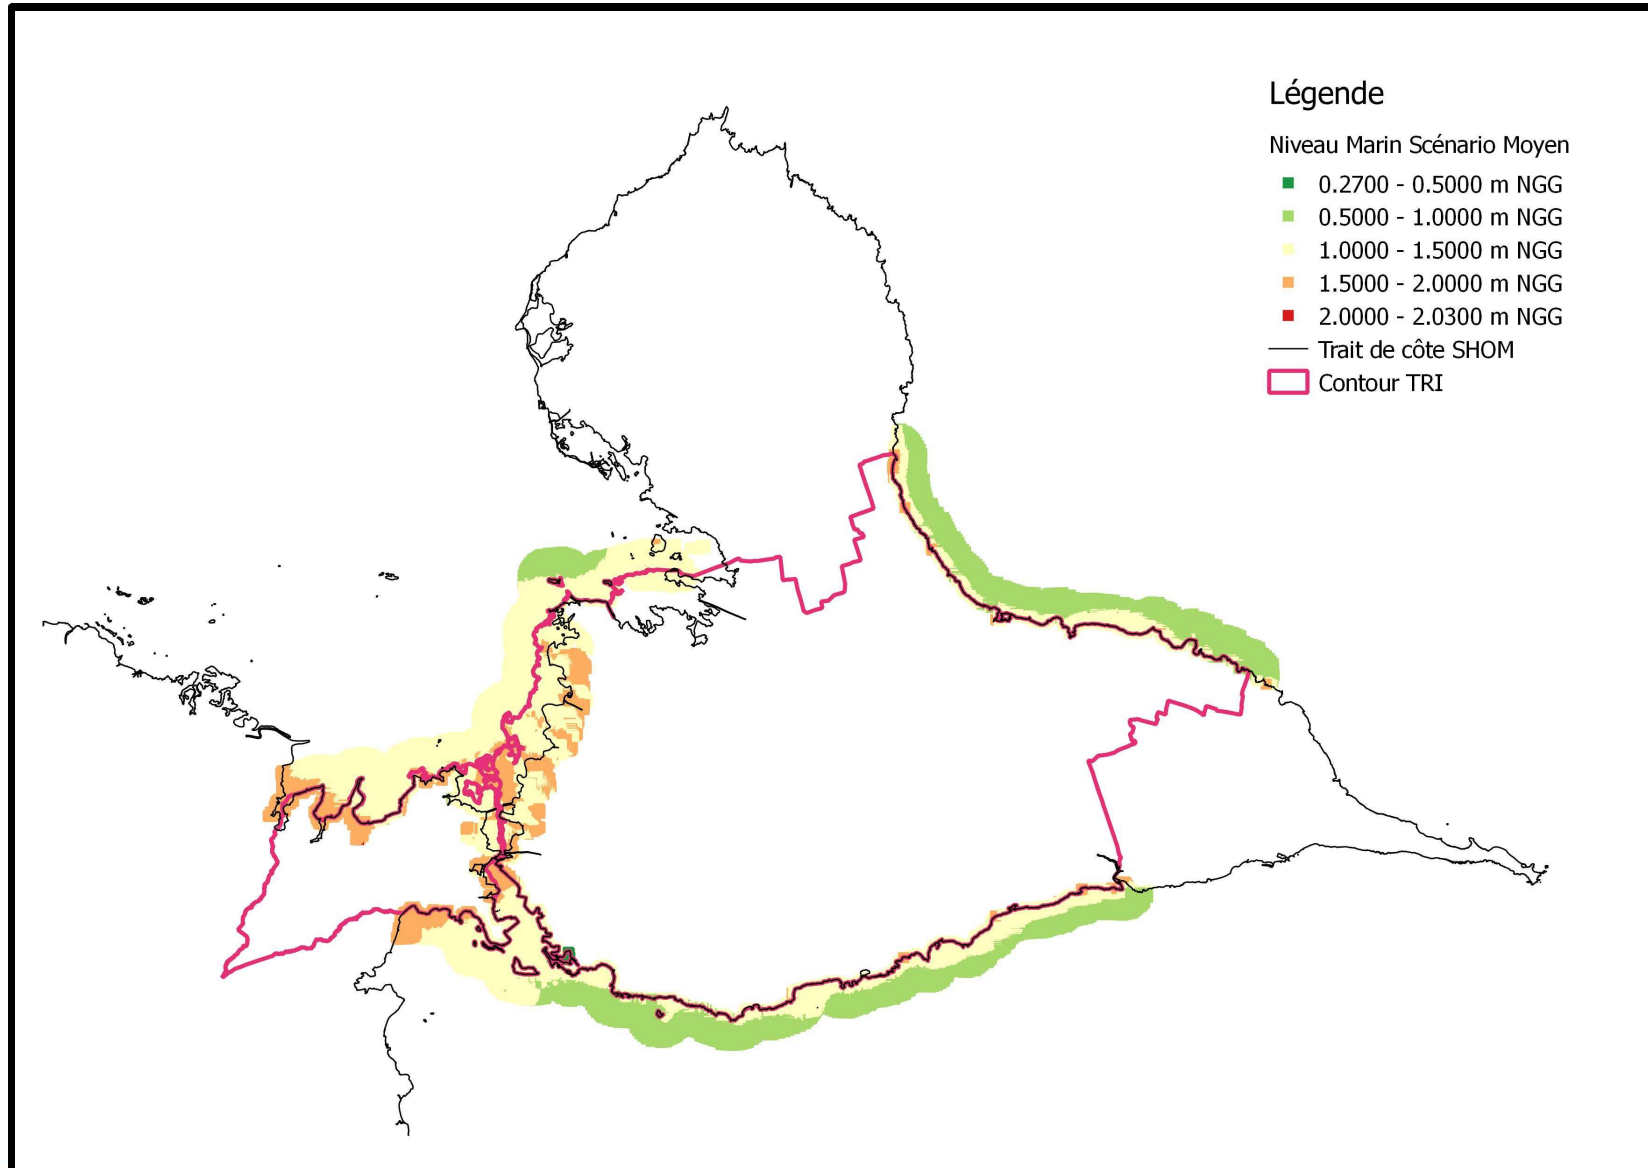 Légende
Niveau Marin Scénario Moyen
0.2700 - 0.5000 m NGG
0.5000 - 1.0000 m NGG
1.0000 - 1.5000 m NGG
1.5000 - 2.0000 m NGG
2.0000 - 2.0300 m NGG
Trait de côte SHOM
Contour TRI